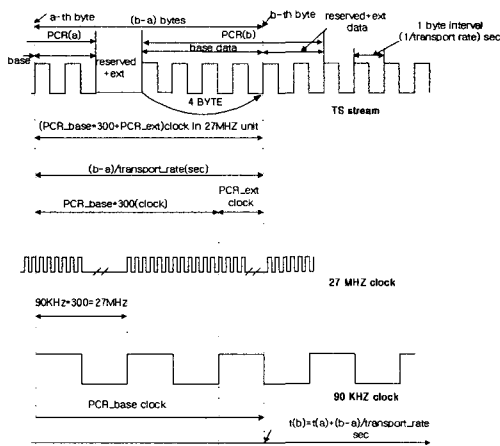 a-th byte
(b-a) bytes
b-th byte
reserved+ext
data
1 byte interval
(1/transport rate) sec
PCR(a)
PCR(b)
base
reserved
+ext
base data
4 BYTE
TS stream
(PCR_base*300+PCR_ext)clock in 27MHZ unit
(b-a)/transport_rate(sec)
PCR_base*300(clock)
PCR_ext
clock
27 MHZ clock
90KHz*300=27MHz
90 KHZ clock
PCR_base clock
t(b)=t(a)+(b-a)/transport_rate
sec